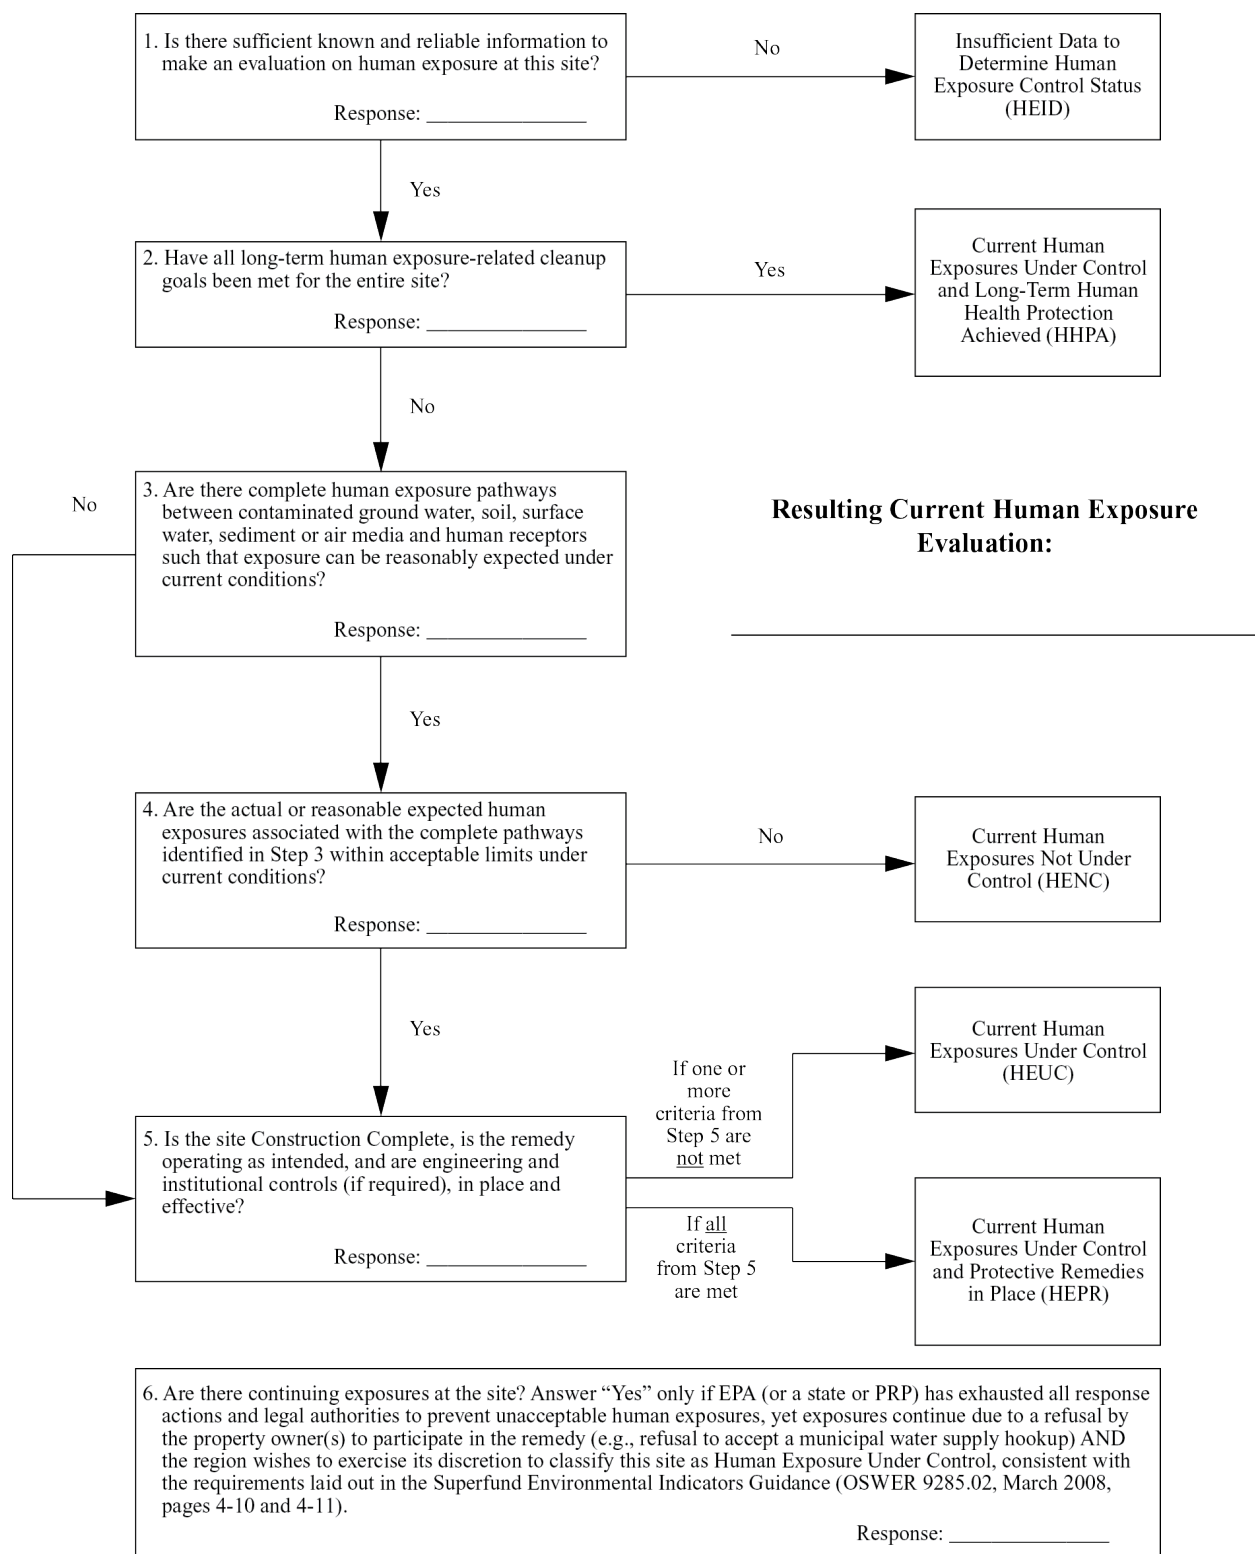 1. Is there sufficient known and reliable information to
make an evaluation on human exposure at this site?
Response: _______________
No
Insufficient Data to
Determine Human
Exposure Control Status
(HEID)
Yes
2. Have all long-term human exposure-related cleanup
goals been met for the entire site?
Response: _______________
Yes
Current Human
Exposures Under Control
and Long-Term Human
Health Protection
Achieved (HHPA)
No
3. Are there complete human exposure pathways
between contaminated ground water, soil, surface
water, sediment or air media and human receptors
such that exposure can be reasonably expected under
current conditions?
Response: _______________
No
Resulting Current Human Exposure
Evaluation:
Yes
4. Are the actual or reasonable expected human
exposures associated with the complete pathways
identified in Step 3 within acceptable limits under
current conditions?
Response: _______________
No
Current Human
Exposures Not Under
Control (HENC)
Yes
5. Is the site Construction Complete, is the remedy
operating as intended, and are engineering and
institutional controls (if required), in place and
effective?
Response: _______________
If one or
more
criteria from
Step 5 are
not met
Current Human
Exposures Under Control
(HEUC)
If all
criteria
from Step 5
are met
Current Human
Exposures Under Control
and Protective Remedies
in Place (HEPR)
6. Are there continuing exposures at the site? Answer “Yes” only if EPA (or a state or PRP) has exhausted all response
actions and legal authorities to prevent unacceptable human exposures, yet exposures continue due to a refusal by
the property owner(s) to participate in the remedy (e.g., refusal to accept a municipal water supply hookup) AND
the region wishes to exercise its discretion to classify this site as Human Exposure Under Control, consistent with
the requirements laid out in the Superfund Environmental Indicators Guidance (OSWER 9285.02, March 2008,
pages 4-10 and 4-11).
Response: _______________